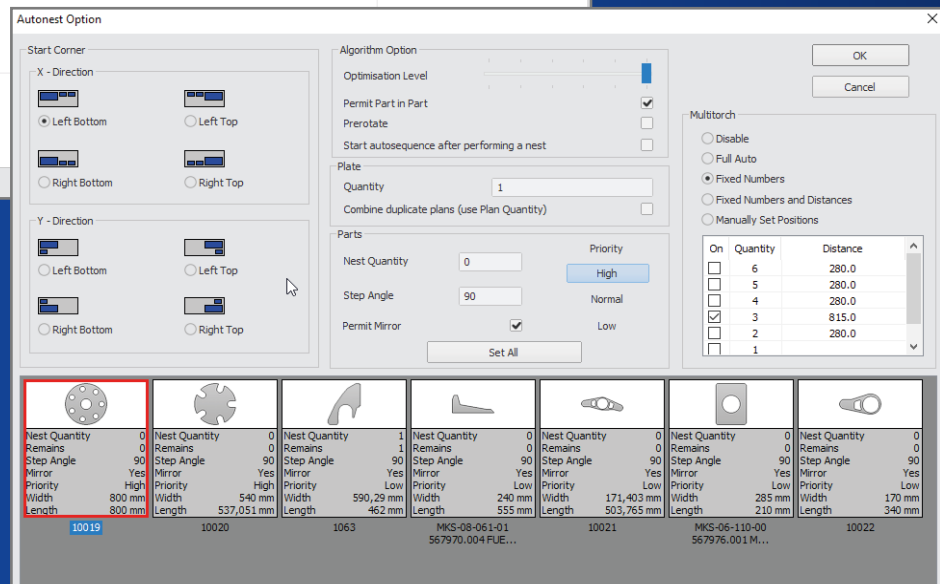 Autonest Option
Start Corner
X - Direction
Left Bottom
Left Top
Right Bottom
Right Top
Y - Direction
Left Bottom
Left Top
Right Bottom
Right Top
Algorithm Option
Optimisation Level
Permit Part in Part
Prerotate
Start autosequence after performing a nest
Plate
Quantity 1
Combine duplicate plans (use Plan Quantity)
Parts
Nest Quantity 0
Step Angle 90
Permit Mirror
Priority
High
Normal
Low
Set All
OK
Cancel
Multitorch
Disable
Full Auto
Fixed Numbers
Fixed Numbers and Distances
Manually Set Positions
On Quantity Distance
6 280.0
5 280.0
4 280.0
3 815.0
2 280.0
1
Nest Quantity 0
Remains 0
Step Angle 90
Mirror Yes
Priority High
Width 800 mm
Length 800 mm
10019
Nest Quantity 0
Remains 0
Step Angle 90
Mirror Yes
Priority High
Width 540 mm
Length 537,051 mm
10020
Nest Quantity 1
Remains 1
Step Angle 90
Mirror Yes
Priority Low
Width 590,29 mm
Length 462 mm
1063
Nest Quantity 0
Remains 0
Step Angle 90
Mirror Yes
Priority Low
Width 240 mm
Length 555 mm
MKS-08-061-01
567970.004 FUE...
Nest Quantity 0
Remains 0
Step Angle 90
Mirror Yes
Priority Low
Width 171,403 mm
Length 503,765 mm
10021
Nest Quantity 0
Remains 0
Step Angle 90
Mirror Yes
Priority Low
Width 285 mm
Length 210 mm
MKS-06-110-00
567976.001 M...
Nest Quantity 0
Remains 0
Step Angle 90
Mirror Yes
Priority Low
Width 170 mm
Length 340 mm
10022